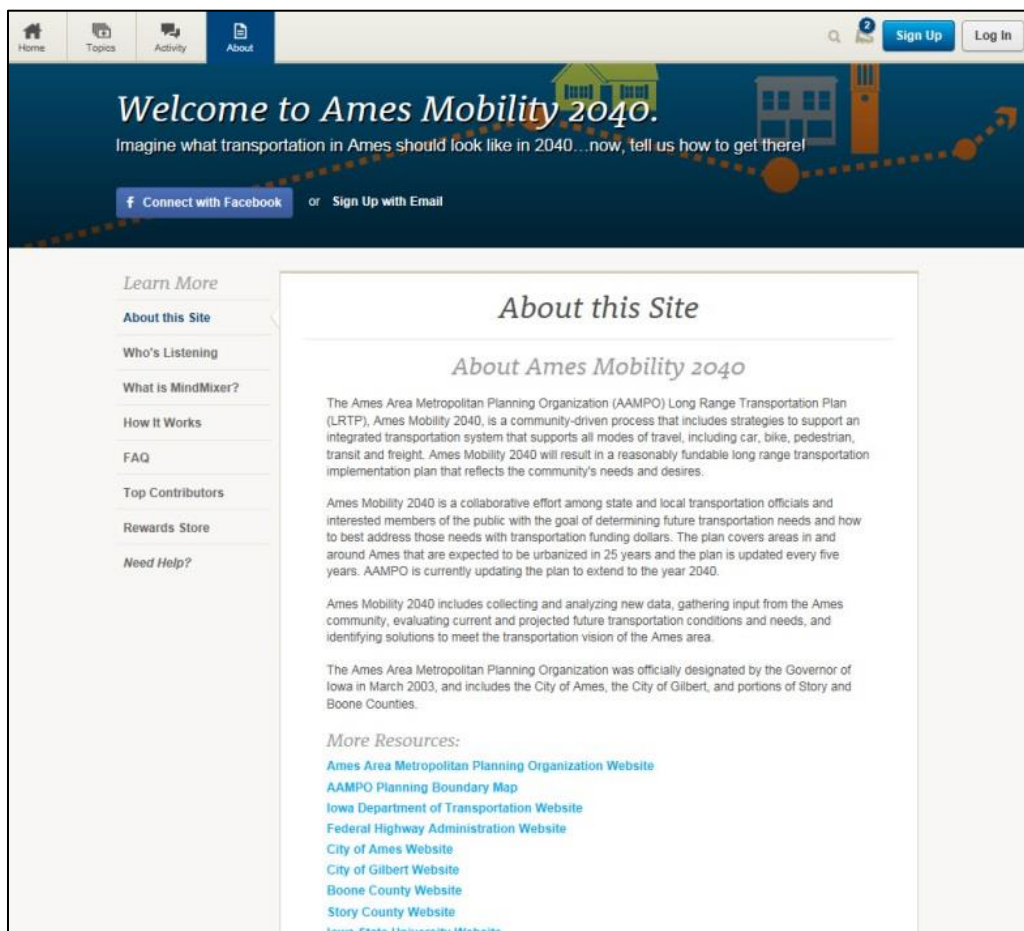 Home
Topics
Activity
About
2
Sign Up
Log In
Welcome to Ames Mobility 2040.
Imagine what transportation in Ames should look like in 2040…now, tell us how to get there!
f Connect with Facebook or Sign Up with Email
Learn More
About this Site
Who's Listening
What is MindMixer?
How It Works
FAQ
Top Contributors
Rewards Store
Need Help?
About this Site
About Ames Mobility 2040
The Ames Area Metropolitan Planning Organization (AAMPO) Long Range Transportation Plan
(LRTP), Ames Mobility 2040, is a community-driven process that includes strategies to support an
integrated transportation system that supports all modes of travel, including car, bike, pedestrian,
transit and freight. Ames Mobility 2040 will result in a reasonably fundable long range transportation
implementation plan that reflects the community's needs and desires.
Ames Mobility 2040 is a collaborative effort among state and local transportation officials and
interested members of the public with the goal of determining future transportation needs and how
to best address those needs with transportation funding dollars. The plan covers areas in and
around Ames that are expected to be urbanized in 25 years and the plan is updated every five
years. AAMPO is currently updating the plan to extend to the year 2040.
Ames Mobility 2040 includes collecting and analyzing new data, gathering input from the Ames
community, evaluating current and projected future transportation conditions and needs, and
identifying solutions to meet the transportation vision of the Ames area.
The Ames Area Metropolitan Planning Organization was officially designated by the Governor of
Iowa in March 2003, and includes the City of Ames, the City of Gilbert, and portions of Story and
Boone Counties.
More Resources:
Ames Area Metropolitan Planning Organization Website
AAMPO Planning Boundary Map
Iowa Department of Transportation Website
Federal Highway Administration Website
City of Ames Website
City of Gilbert Website
Boone County Website
Story County Website
Iowa State University Website